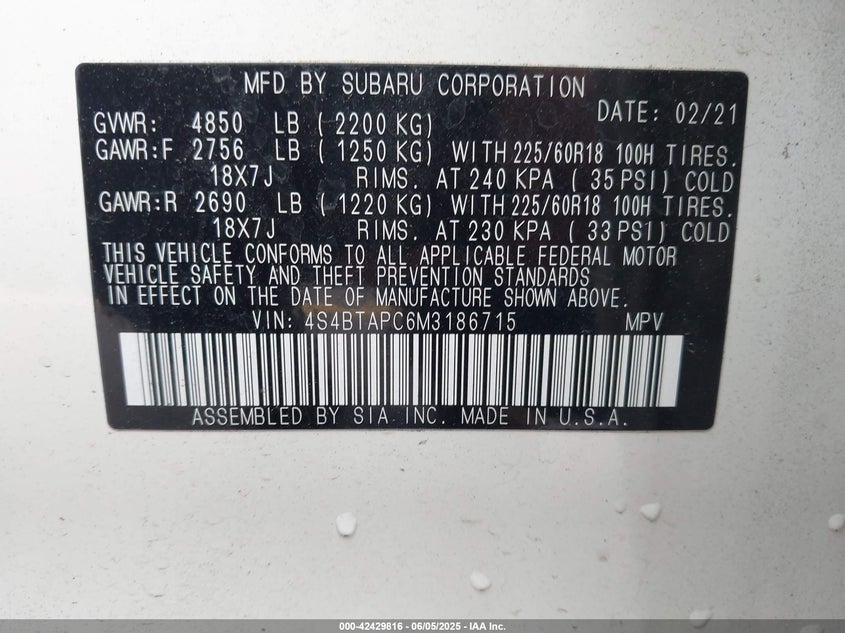 MFD BY SUBARU CORPORATION
DATE: 02/21
GVWR: 4850 LB ( 2200 KG)
GAWR:F 2756 LB ( 1250 KG) WITH 225/60R18 100H TIRES.
18X7J RIMS. AT 240 KPA ( 35 PSI) COLD
GAWR:R 2690 LB ( 1220 KG) WITH 225/60R18 100H TIRES.
18X7J RIMS. AT 230 KPA ( 33 PSI) COLD
THIS VEHICLE CONFORMS TO ALL APPLICABLE FEDERAL MOTOR
VEHICLE SAFETY AND THEFT PREVENTION STANDARDS
IN EFFECT ON THE DATE OF MANUFACTURE SHOWN ABOVE.
VIN: 4S4BTAPC6M3186715 MPV
ASSEMBLED BY SIA INC. MADE IN U.S.A.
000-42429816 - 06/05/2025 - IAA Inc.